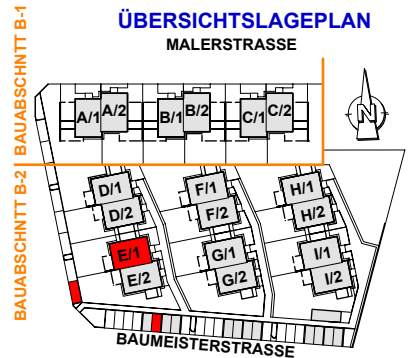 ÜBERSICHTSLAGEPLAN
MALERSTRASSE
BAUABSCHNTT B-1
A/1 A/2 B/1 B/2 C/1 C/2
N
BAUABSCHNTT B-2
D/1 F/1 H/1
D/2 F/2 H/2
E/1 G/1 I/1
E/2 G/2 I/2
BAUMEISTERSTRASSE